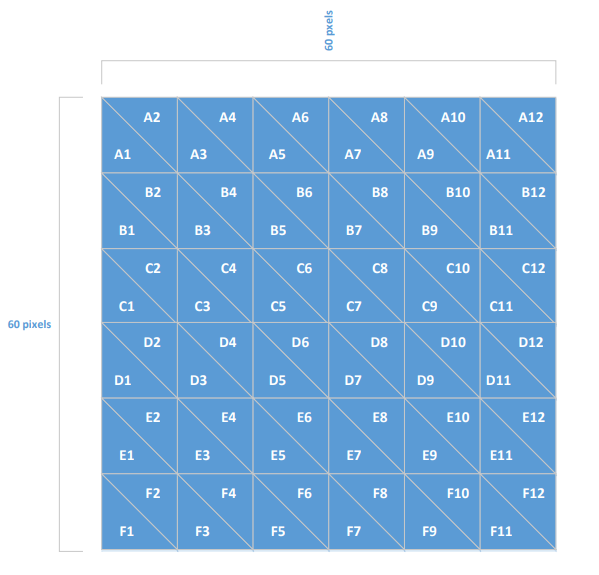 60 pxels
A2 A4 A6 A8 A10 A12
A1 A3 A5 A7 A9 A11
B2 B4 B6 B8 B10 B12
B1 B3 B5 B7 B9 B11
C2 C4 C6 C8 C10 C12
C1 C3 C5 C7 C9 C11
60 pixels
D2 D4 D6 D8 D10 D12
D1 D3 D5 D7 D9 D11
E2 E4 E6 E8 E10 E12
E1 E3 E5 E7 E9 E11
F2 F4 F6 F8 F10 F12
F1 F3 F5 F7 F9 F11